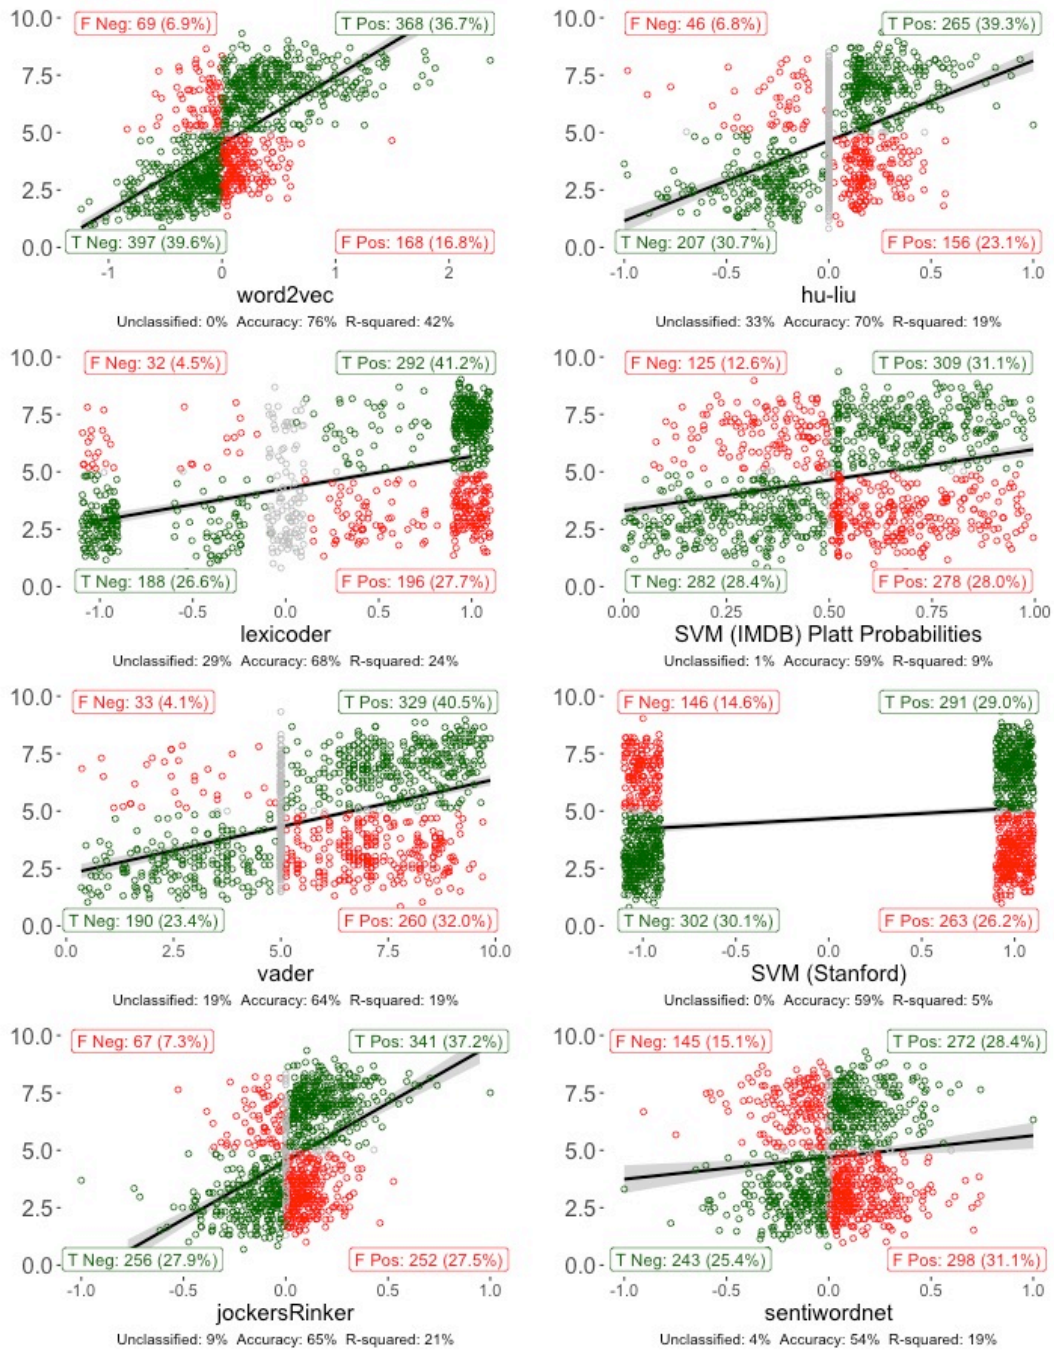 10.0
7.5
5.0
2.5
0.0
F Neg: 69 (6.9%)
T Pos: 368 (36.7%)
T Neg: 397 (39.6%)
F Pos: 168 (16.8%)
-1 0 1 2
word2vec
Unclassified: 0% Accuracy: 76% R-squared: 42%
10.0
7.5
5.0
2.5
0.0
F Neg: 46 (6.8%)
T Pos: 265 (39.3%)
T Neg: 207 (30.7%)
F Pos: 156 (23.1%)
-1.0 -0.5 0.0 0.5 1.0
hu-liu
Unclassified: 33% Accuracy: 70% R-squared: 19%
10.0
7.5
5.0
2.5
0.0
F Neg: 32 (4.5%)
T Pos: 292 (41.2%)
T Neg: 188 (26.6%)
F Pos: 196 (27.7%)
-1.0 -0.5 0.0 0.5 1.0
lexicoder
Unclassified: 29% Accuracy: 68% R-squared: 24%
10.0
7.5
5.0
2.5
0.0
F Neg: 125 (12.6%)
T Pos: 309 (31.1%)
T Neg: 282 (28.4%)
F Pos: 278 (28.0%)
0.00 0.25 0.50 0.75 1.00
SVM (IMDB) Platt Probabilities
Unclassified: 1% Accuracy: 59% R-squared: 9%
10.0
7.5
5.0
2.5
0.0
F Neg: 33 (4.1%)
T Pos: 329 (40.5%)
T Neg: 190 (23.4%)
F Pos: 260 (32.0%)
0.0 2.5 5.0 7.5 10.0
vader
Unclassified: 19% Accuracy: 64% R-squared: 19%
10.0
7.5
5.0
2.5
0.0
F Neg: 146 (14.6%)
T Pos: 291 (29.0%)
T Neg: 302 (30.1%)
F Pos: 263 (26.2%)
-1.0 -0.5 0.0 0.5 1.0
SVM (Stanford)
Unclassified: 0% Accuracy: 59% R-squared: 5%
10.0
7.5
5.0
2.5
0.0
F Neg: 67 (7.3%)
T Pos: 341 (37.2%)
T Neg: 256 (27.9%)
F Pos: 252 (27.5%)
-1.0 -0.5 0.0 0.5 1.0
jockersRinker
Unclassified: 9% Accuracy: 65% R-squared: 21%
10.0
7.5
5.0
2.5
0.0
F Neg: 145 (15.1%)
T Pos: 272 (28.4%)
T Neg: 243 (25.4%)
F Pos: 298 (31.1%)
-1.0 -0.5 0.0 0.5 1.0
sentiwordnet
Unclassified: 4% Accuracy: 54% R-squared: 19%